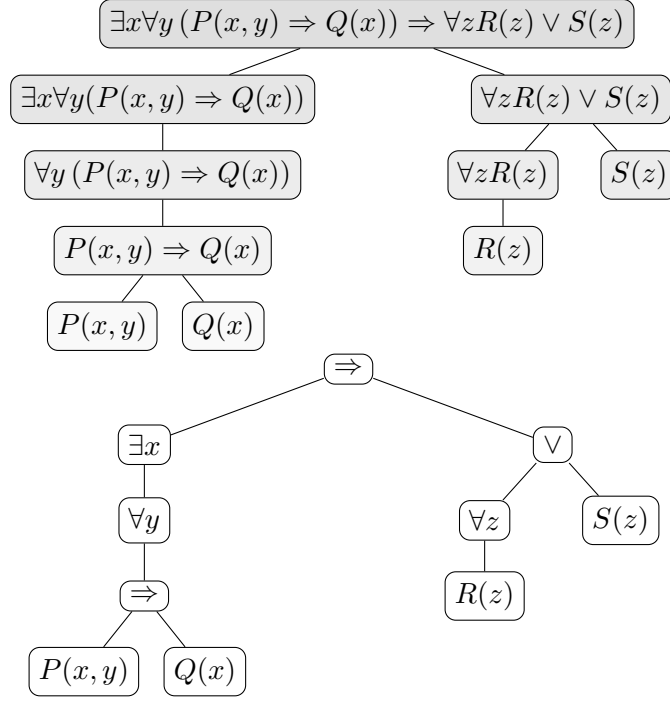 ∃x∀y (P(x, y) ⇒ Q(x)) ⇒ ∀zR(z) ∨ S(z)
∃x∀y(P(x, y) ⇒ Q(x)) ∀zR(z) ∨ S(z)
∀y (P(x, y) ⇒ Q(x)) ∀zR(z) S(z)
P(x, y) ⇒ Q(x) R(z)
P(x, y) Q(x)
⇒
∃x ∨
∀y ∀z S(z)
⇒ R(z)
P(x, y) Q(x)